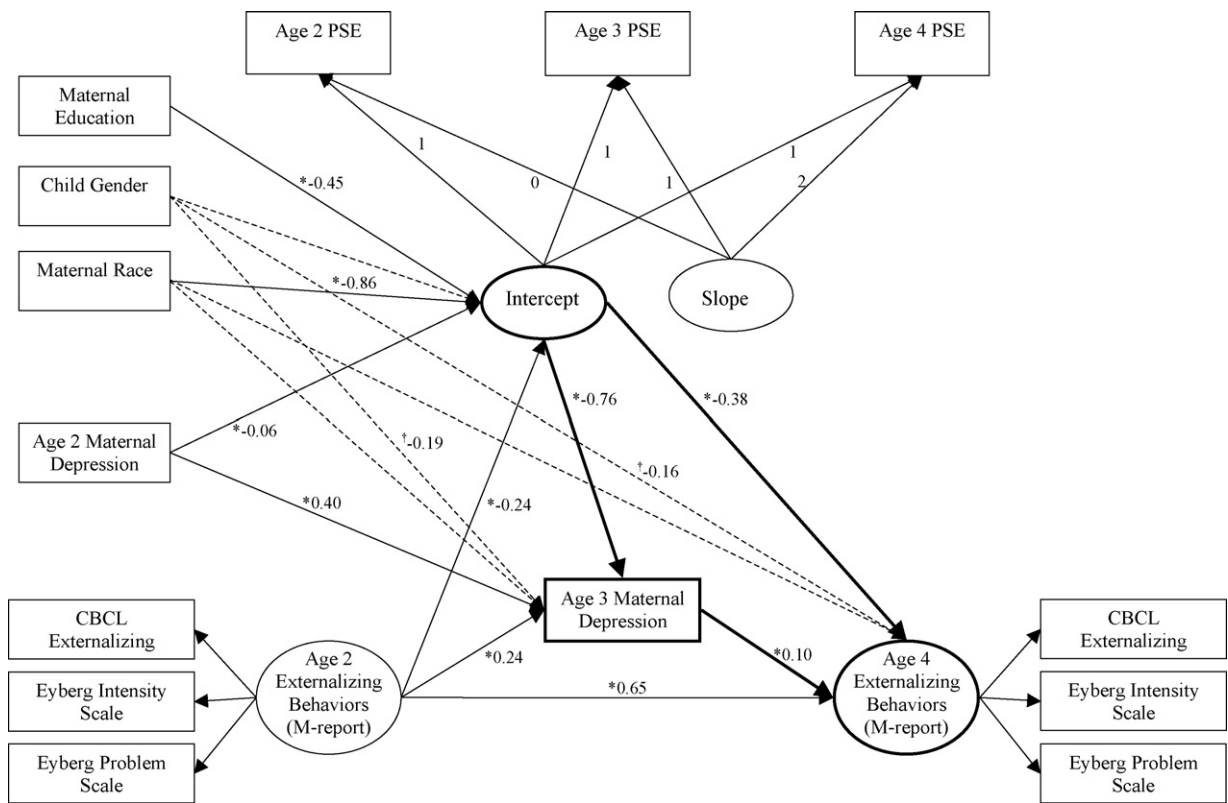 Age 2 PSE
Age 3 PSE
Age 4 PSE
Maternal
Education
Child Gender
Maternal Race
1
0
1
1
1
2
*-0.45
*-0.86
Intercept
Slope
*-0.76
*-0.38
Age 2 Maternal
Depression
*-0.06
†-0.19
†-0.16
*0.40
*-0.24
Age 3 Maternal
Depression
*0.24
*0.10
*0.65
CBCL
Externalizing
Eyberg Intensity
Scale
Eyberg Problem
Scale
Age 2
Externalizing
Behaviors
(M-report)
Age 4
Externalizing
Behaviors
(M-report)
CBCL
Externalizing
Eyberg Intensity
Scale
Eyberg Problem
Scale